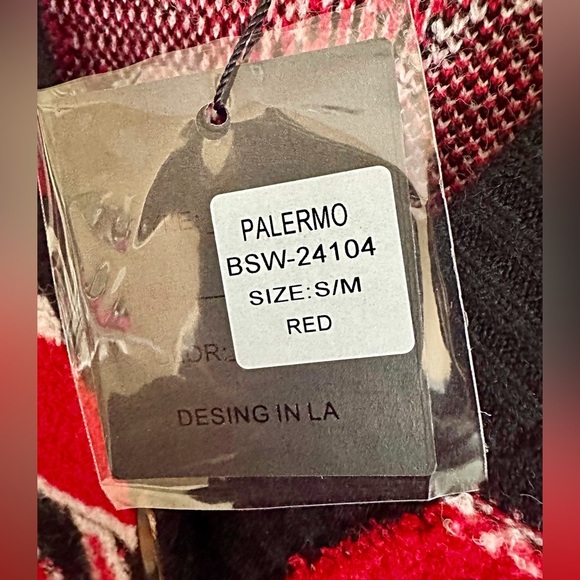 PALERMO
BSW-24104
SIZE:S/M
RED
DESING IN LA